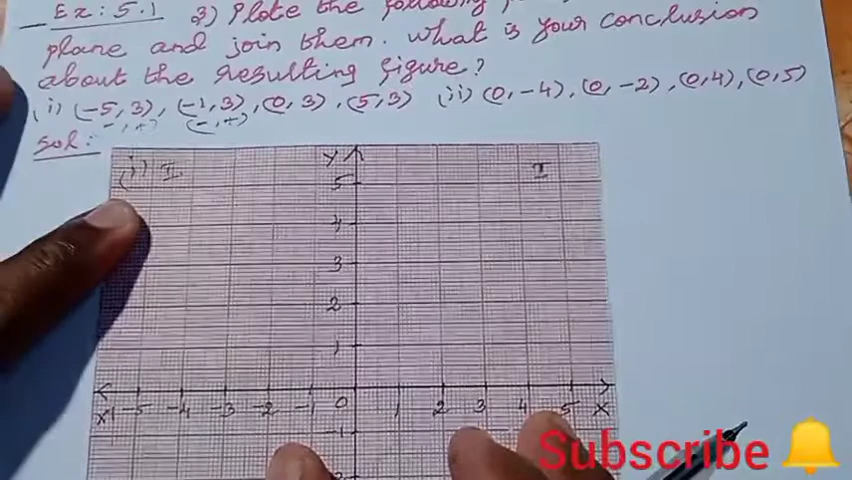 Ex: 5.1 3) Plote the following
plane and join them. What is your conclusion
about the resulting figure?
(i) (-5, 3), (-1, 3), (0, 3), (5, 3) (ii) (0, -4), (0, -2), (0, 4), (0, 5)
-, +? (-, +)
Sol:
(i) II Y I
5
4
3
2
1
X1 -5 -4 -3 -2 -1 0 1 2 3 4 5 X
-1
Subscribe